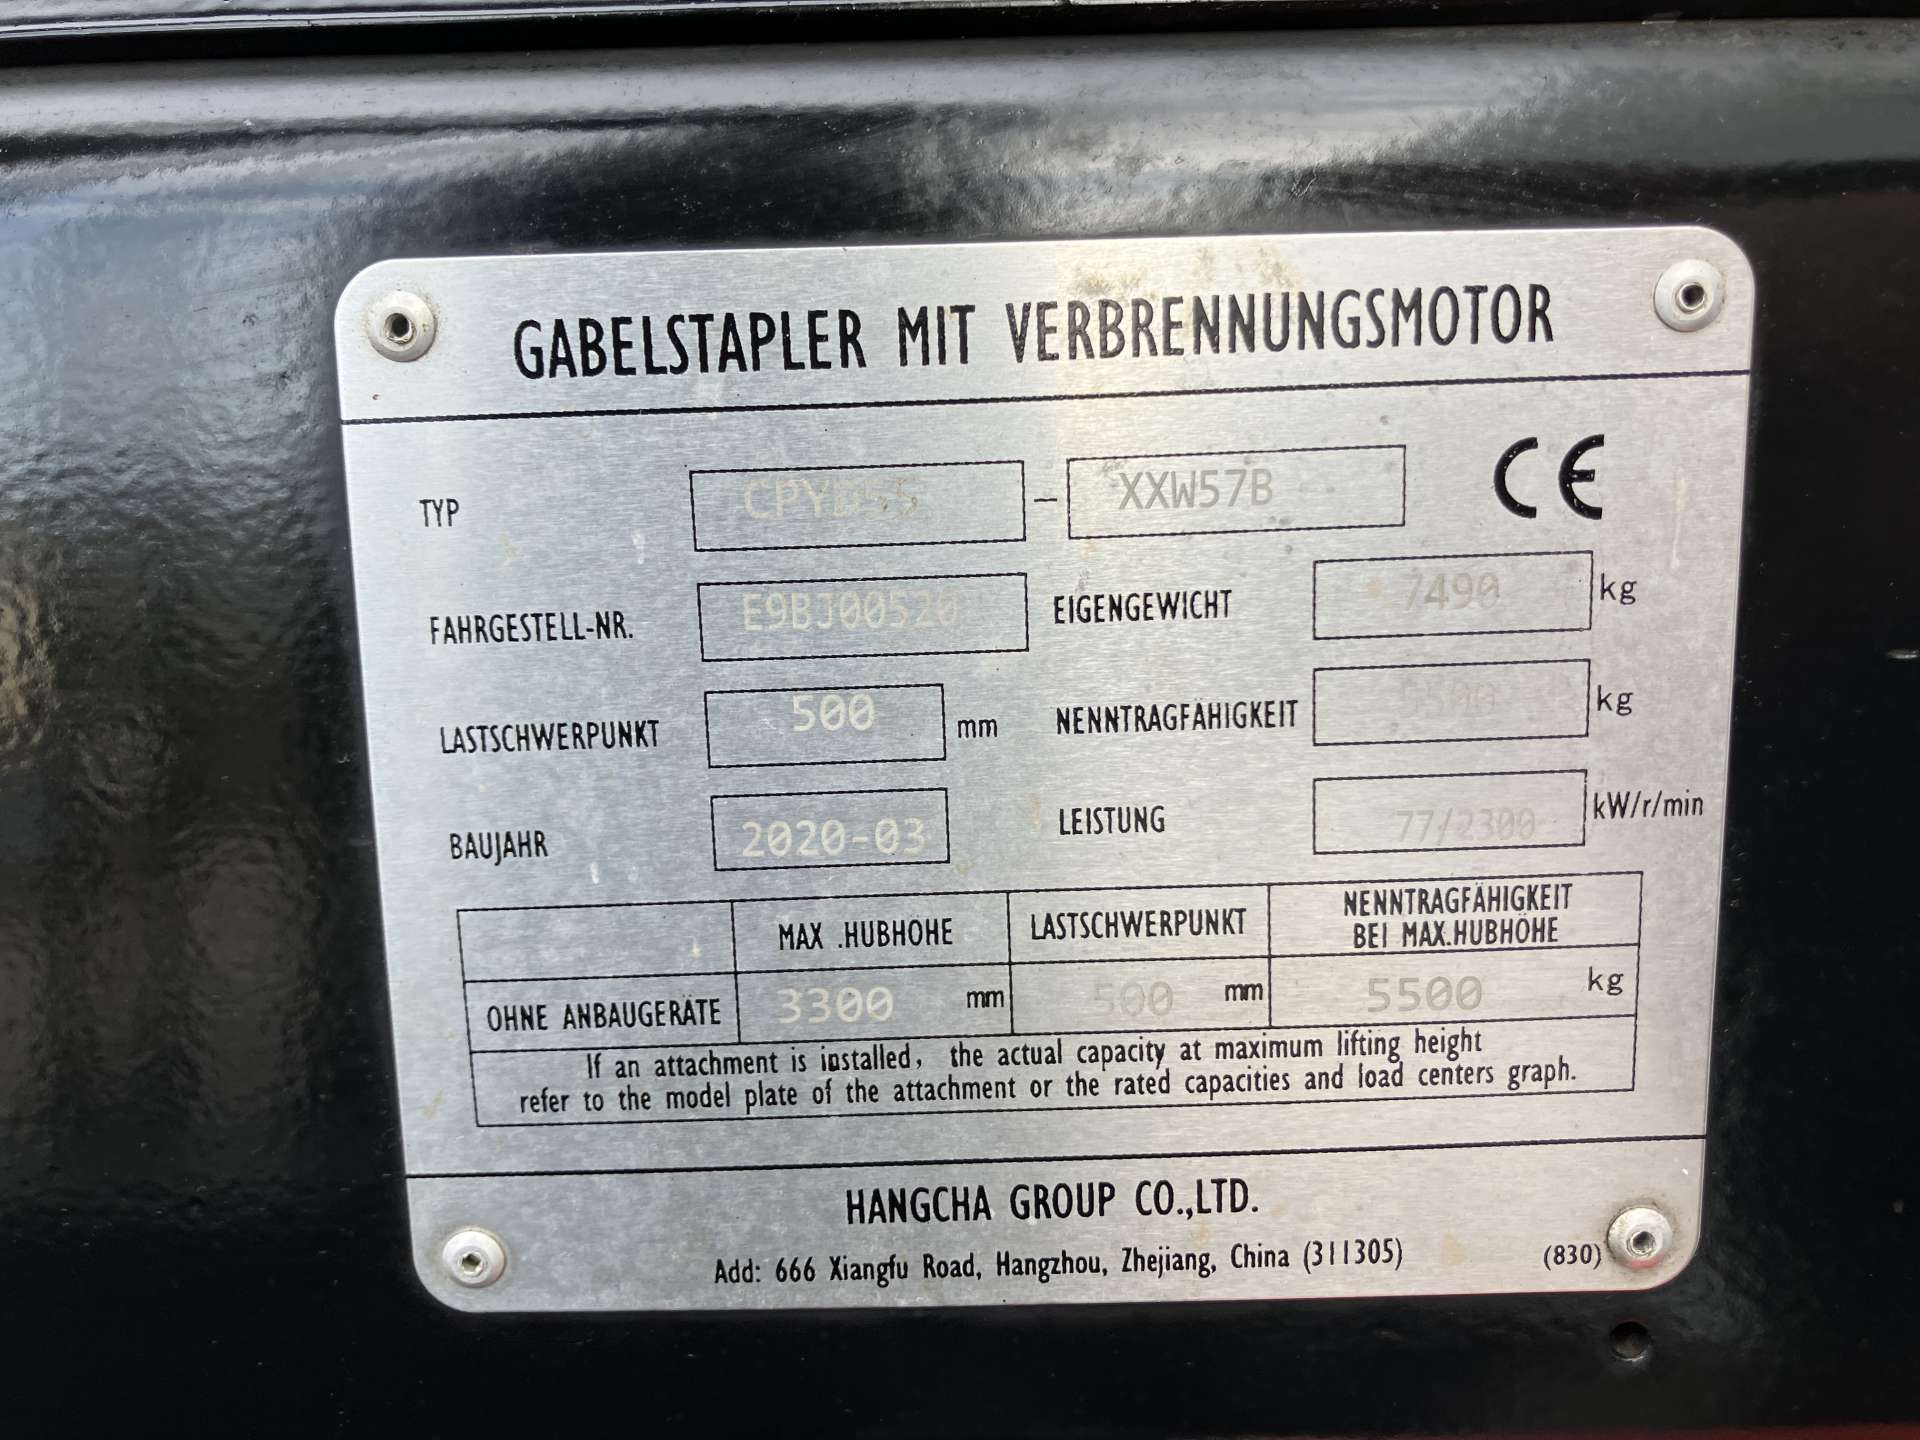 GABELSTAPLER MIT VERBRENNUNGSMOTOR
TYP - XXW57B CE
FAHRGESTELL-NR. E9BJ00520 EIGENGEWICHT 7490 kg
LASTSCHWERPUNKT 500 mm NENNTRAGFÄHIGKEIT 5500 kg
BAUJAHR 2020-03 LEISTUNG 77/2300 kW/r/min
MAX .HUBHÖHE LASTSCHWERPUNKT NENNTRAGFÄHIGKEIT
BEI MAX.HUBHÖHE
OHNE ANBAUGERÄTE 3300 mm 500 mm 5500 kg
If an attachment is installed, the actual capacity at maximum lifting height
refer to the model plate of the attachment or the rated capacities and load centers graph.
HANGCHA GROUP CO.,LTD.
Add: 666 Xiangfu Road, Hangzhou, Zhejiang, China (311305) (830)